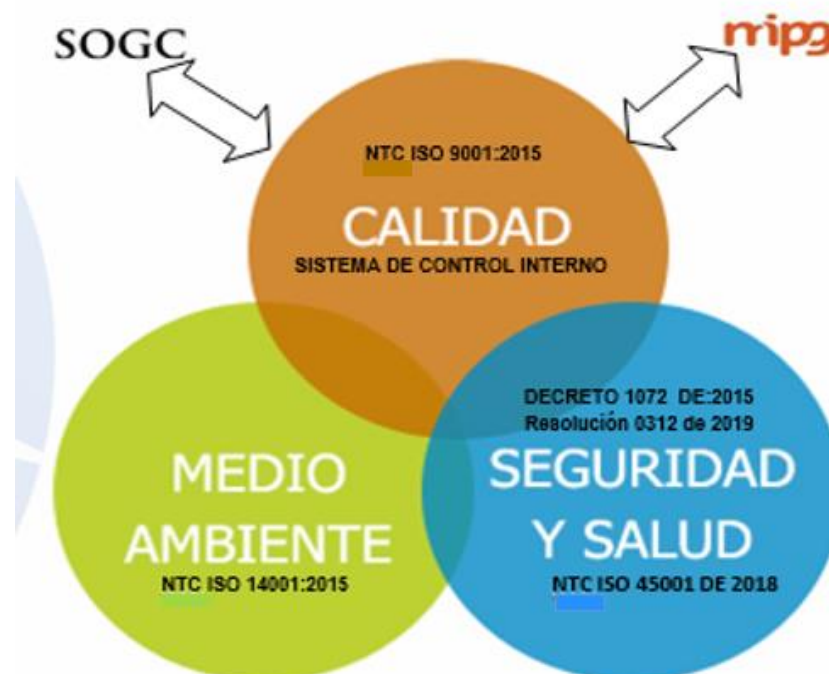 SOGC
mipg
NTC ISO 9001:2015
CALIDAD
SISTEMA DE CONTROL INTERNO
DECRETO 1072 DE:2015
Resolución 0312 de 2019
MEDIO
AMBIENTE
NTC ISO 14001:2015
SEGURIDAD
Y SALUD
NTC ISO 45001 DE 2018